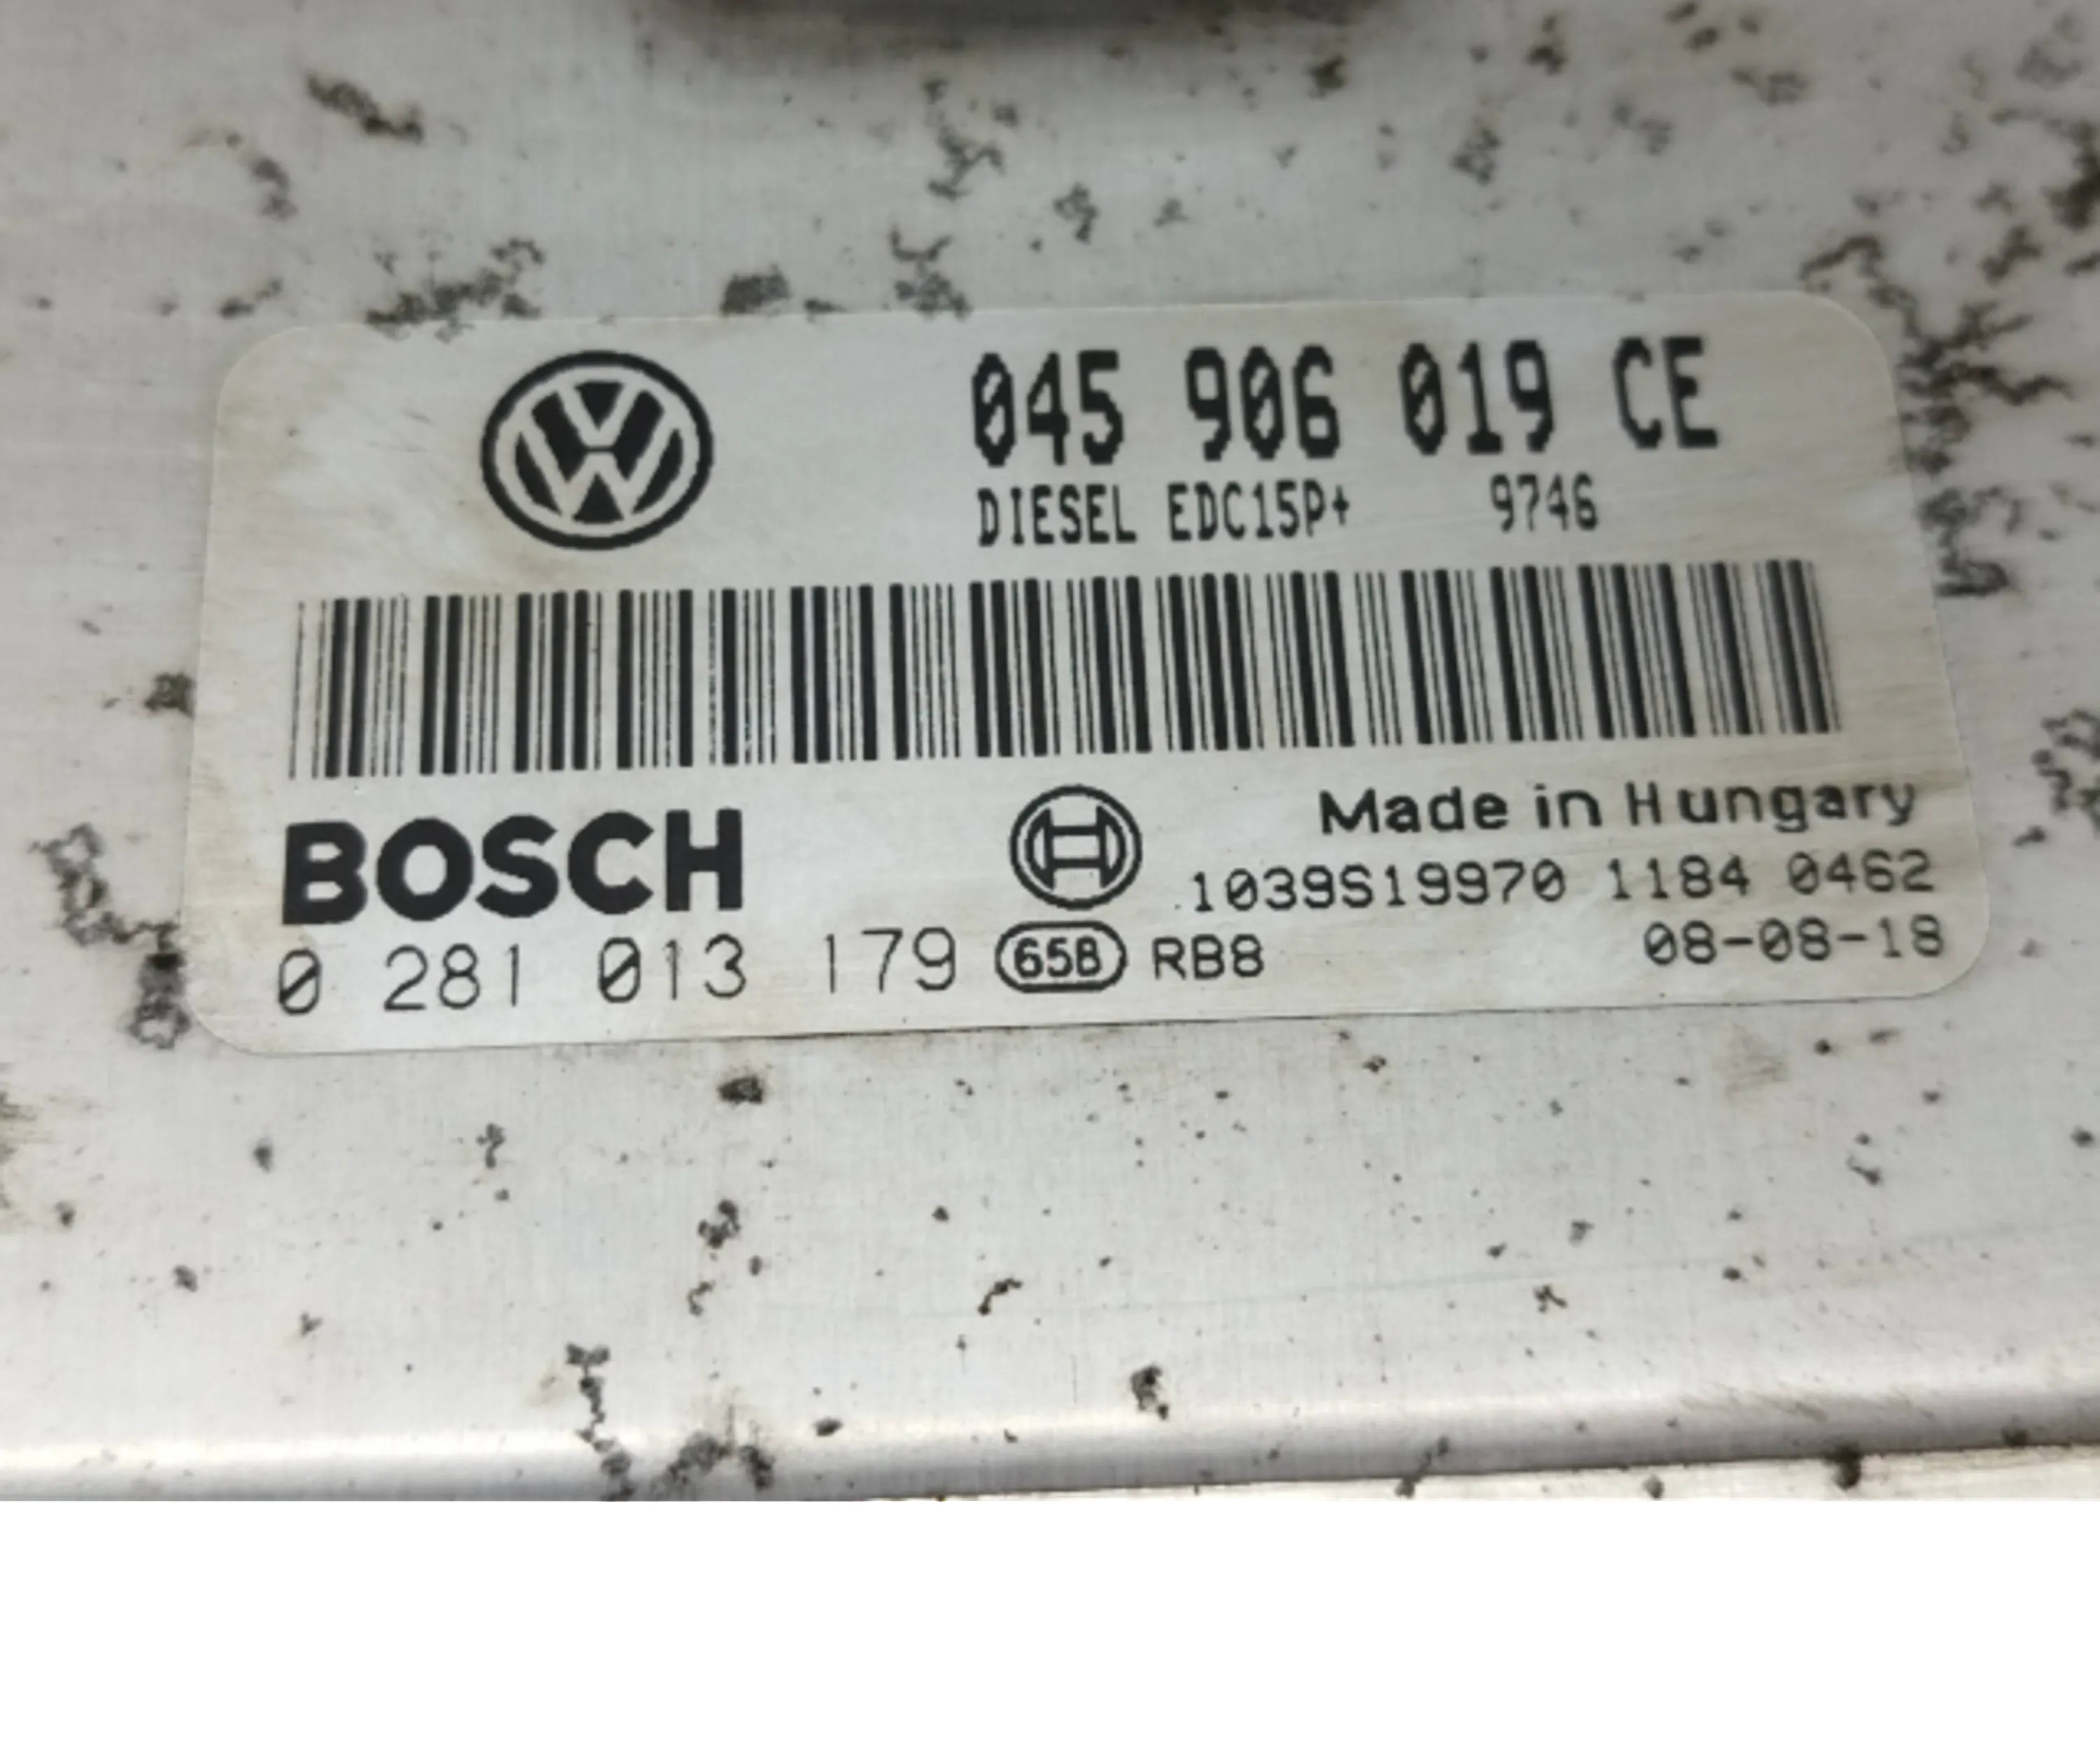 045 906 019 CE
DIESEL EDC15P+ 9746
BOSCH
Made in Hungary
1039S19970 1184 0462
0 281 013 179 65B RB8 08-08-18